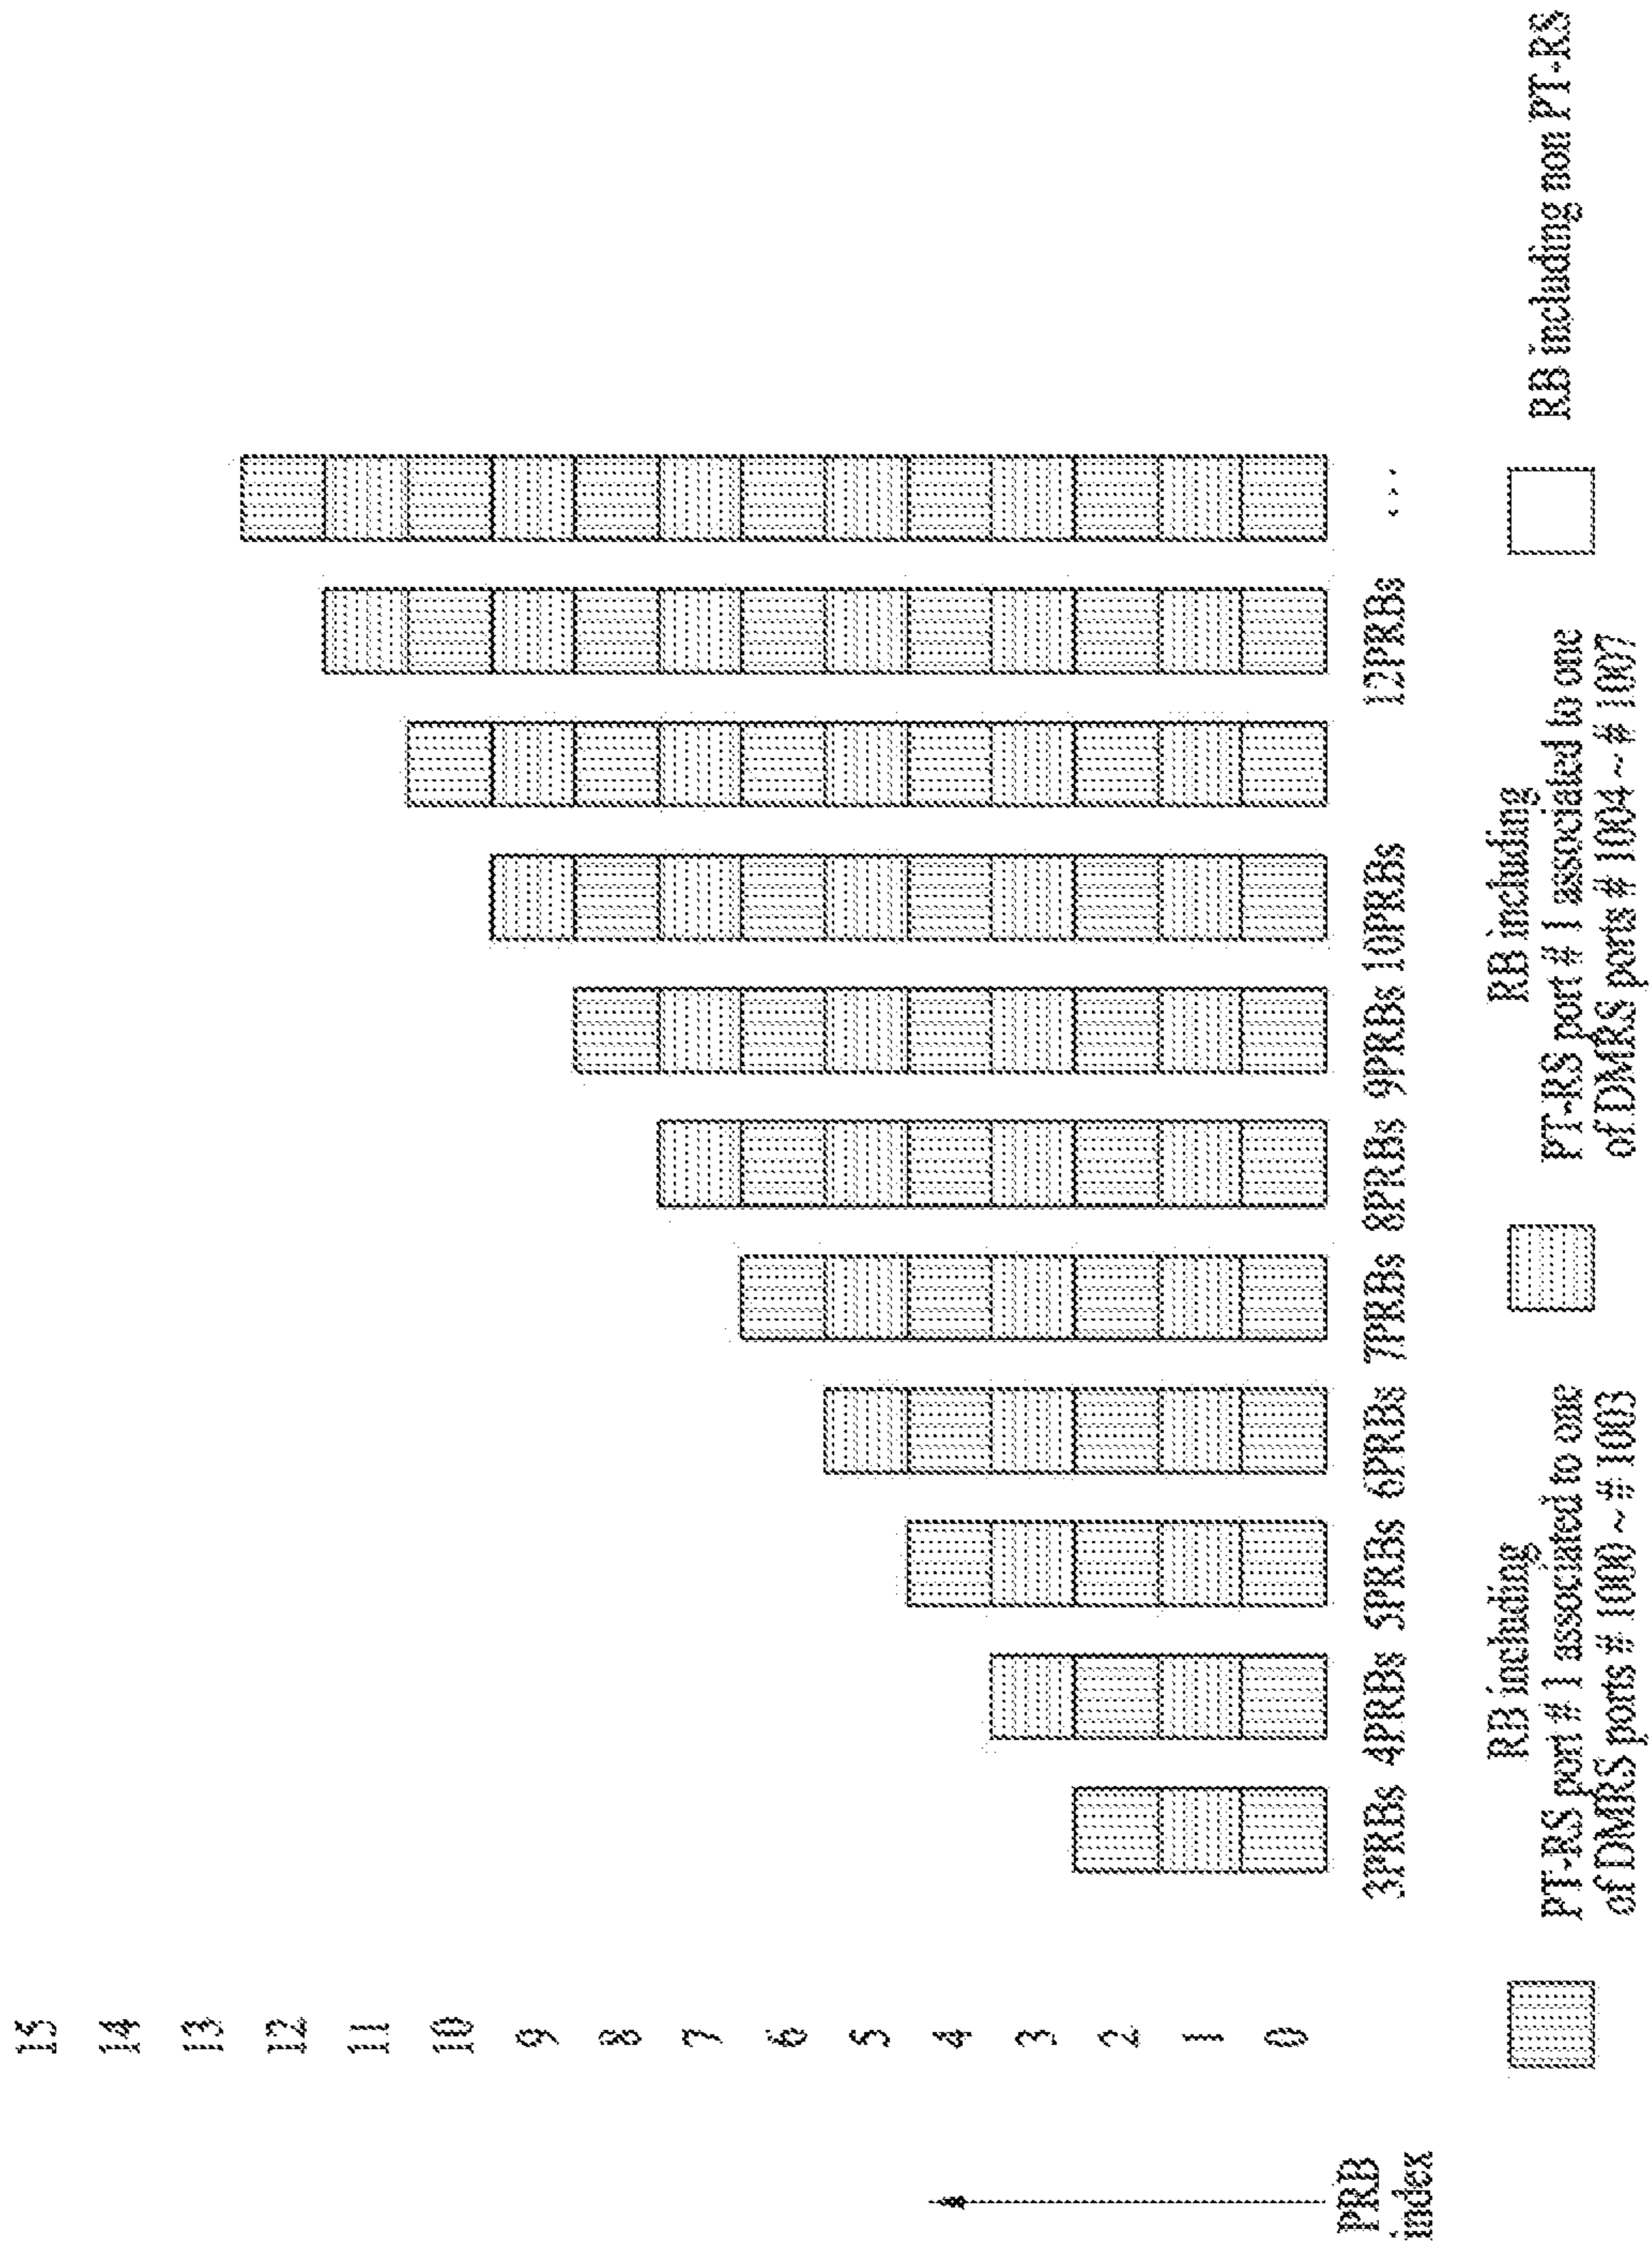 15
14
13
12
11
10
9
8
7
6
5
4
3
2
1
0
PRB
index
3PRBs 4PRBs 5PRBs 6PRBs 7PRBs 8PRBs 9PRBs 10PRBs 12PRBs ...
RB including
PT-RS port # 1 associated to one
of DMRS ports # 1000 ~ # 1003
RB including
PT-RS port # 1 associated to one
of DMRS ports # 1004 ~ # 1007
RB including non PT-RS